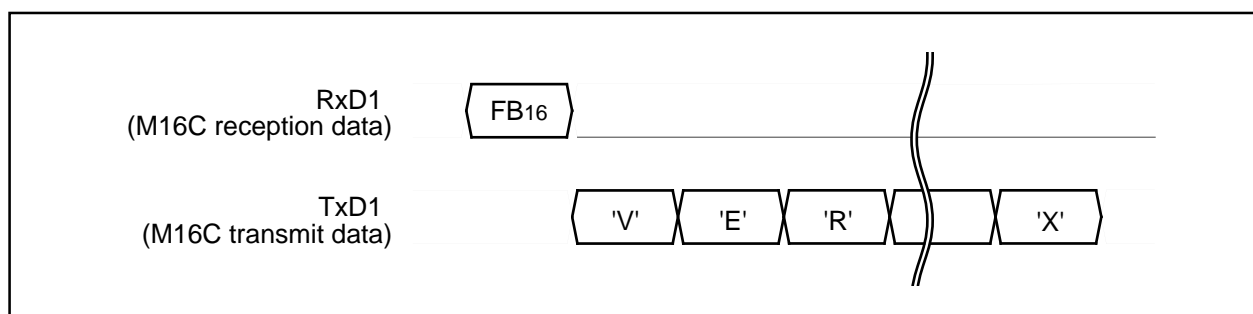 RxD1
(M16C reception data)
FB16
TxD1
(M16C transmit data)
'V' 'E' 'R' 'X'